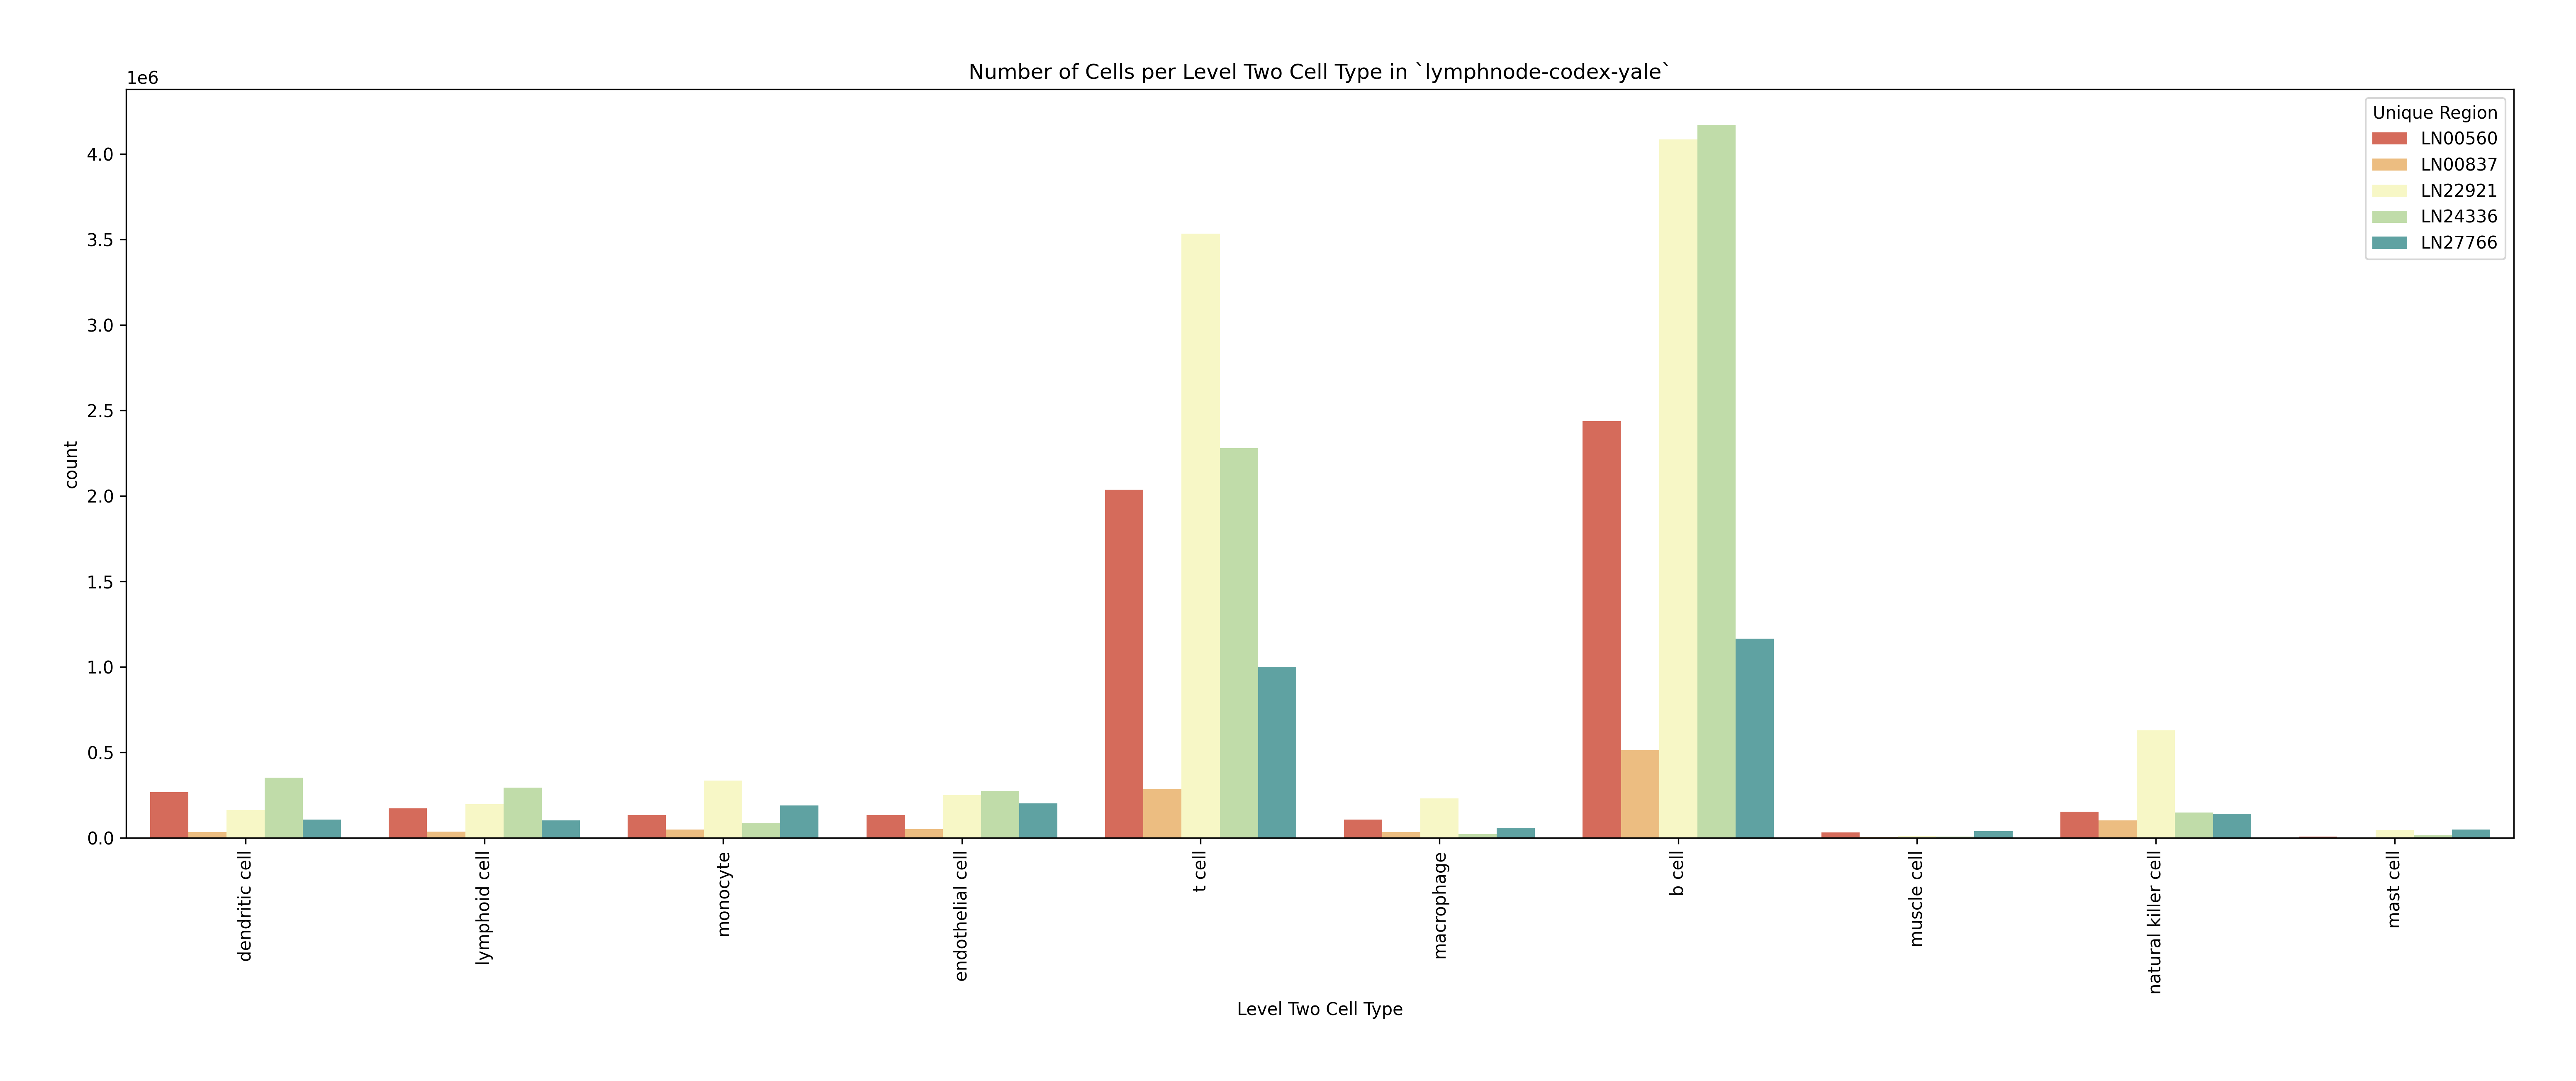 Number of Cells per Level Two Cell Type in `lymphnode-codex-yale`
1e6
Unique Region
LN00560
LN00837
LN22921
LN24336
LN27766
4.0
3.5
3.0
2.5
2.0
1.5
1.0
0.5
0.0
count
dendritic cell
lymphoid cell
monocyte
endothelial cell
t cell
macrophage
b cell
muscle cell
natural killer cell
mast cell
Level Two Cell Type